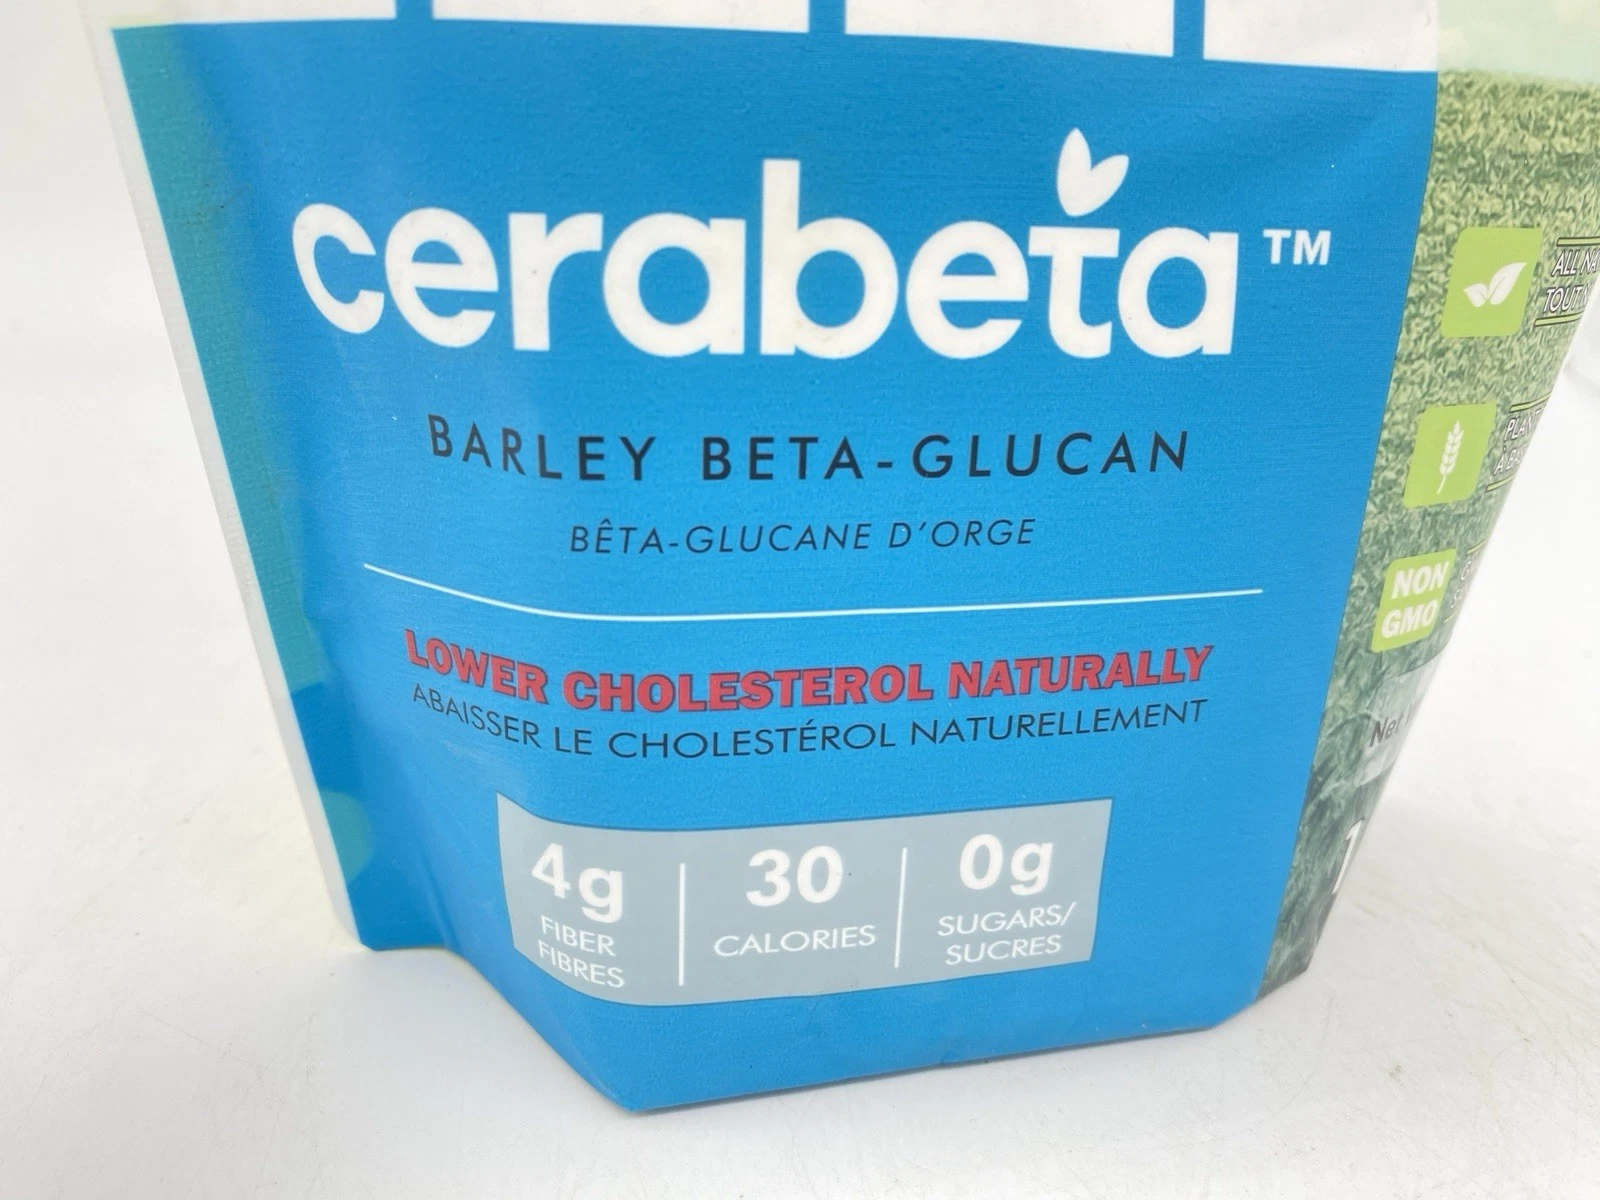 cerabeta™
BARLEY BETA-GLUCAN
BÊTA-GLUCANE D'ORGE
LOWER CHOLESTEROL NATURALLY
ABAISSER LE CHOLESTÉROL NATURELLEMENT
4g
FIBER
FIBRES
30
CALORIES
0g
SUGARS/
SUCRES
ALL
NON
GMO